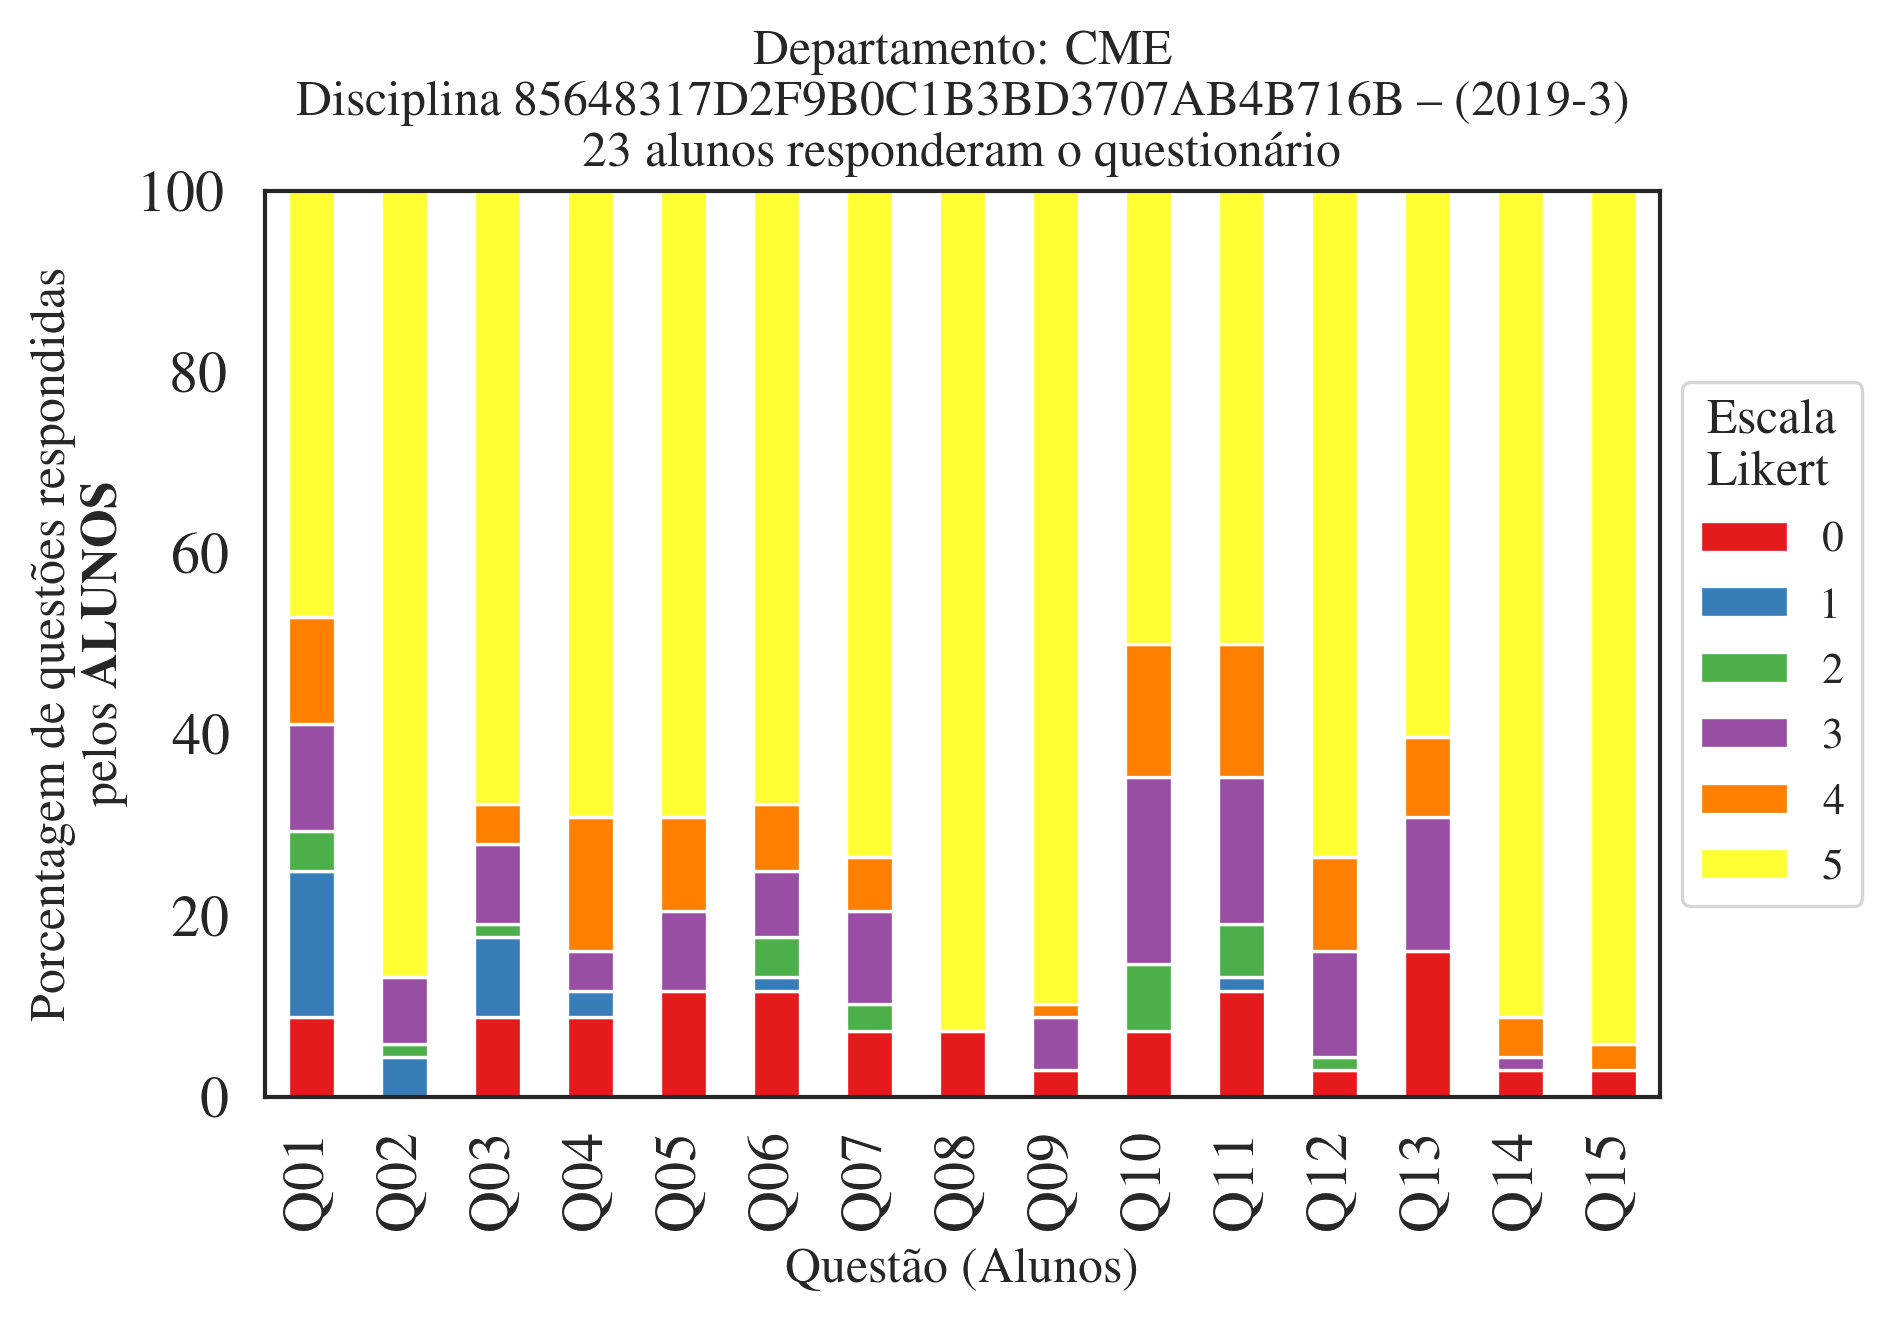 Departamento: CME
Disciplina 85648317D2F9B0C1B3BD3707AB4B716B – (2019-3)
23 alunos responderam o questionário
Porcentagem de questões respondidas
pelos ALUNOS
100
80
60
40
20
0
Q01
Q02
Q03
Q04
Q05
Q06
Q07
Q08
Q09
Q10
Q11
Q12
Q13
Q14
Q15
Questão (Alunos)
Escala
Likert
0
1
2
3
4
5